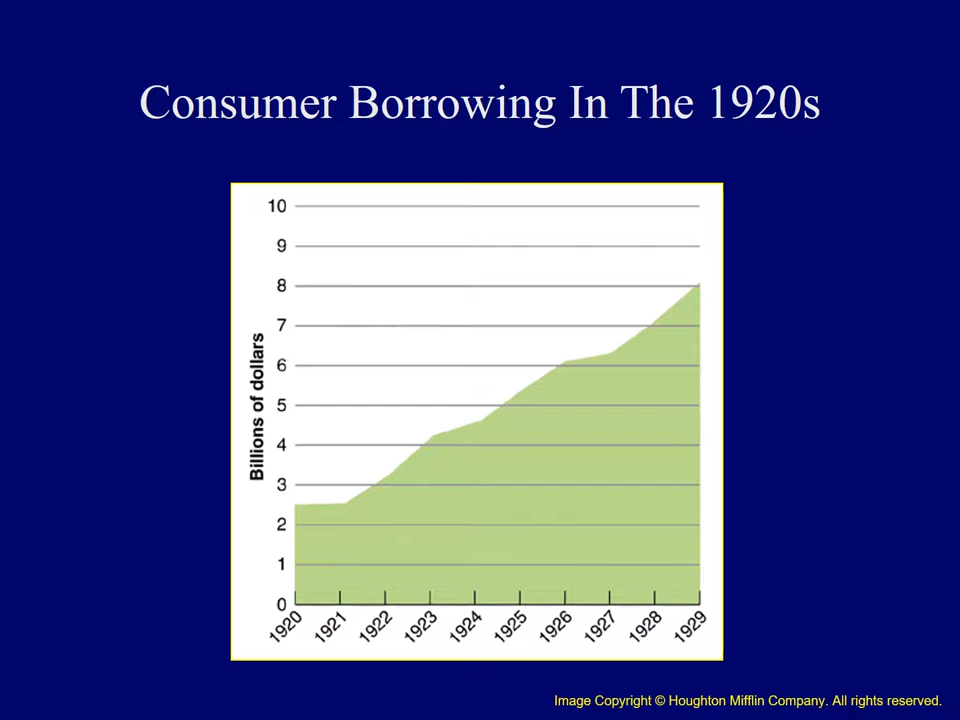 Consumer Borrowing In The 1920s
10
9
8
7
6
5
4
3
2
1
0
Billions of dollars
1920 1921 1922 1923 1924 1925 1926 1927 1928 1929
Image Copyright © Houghton Mifflin Company. All rights reserved.